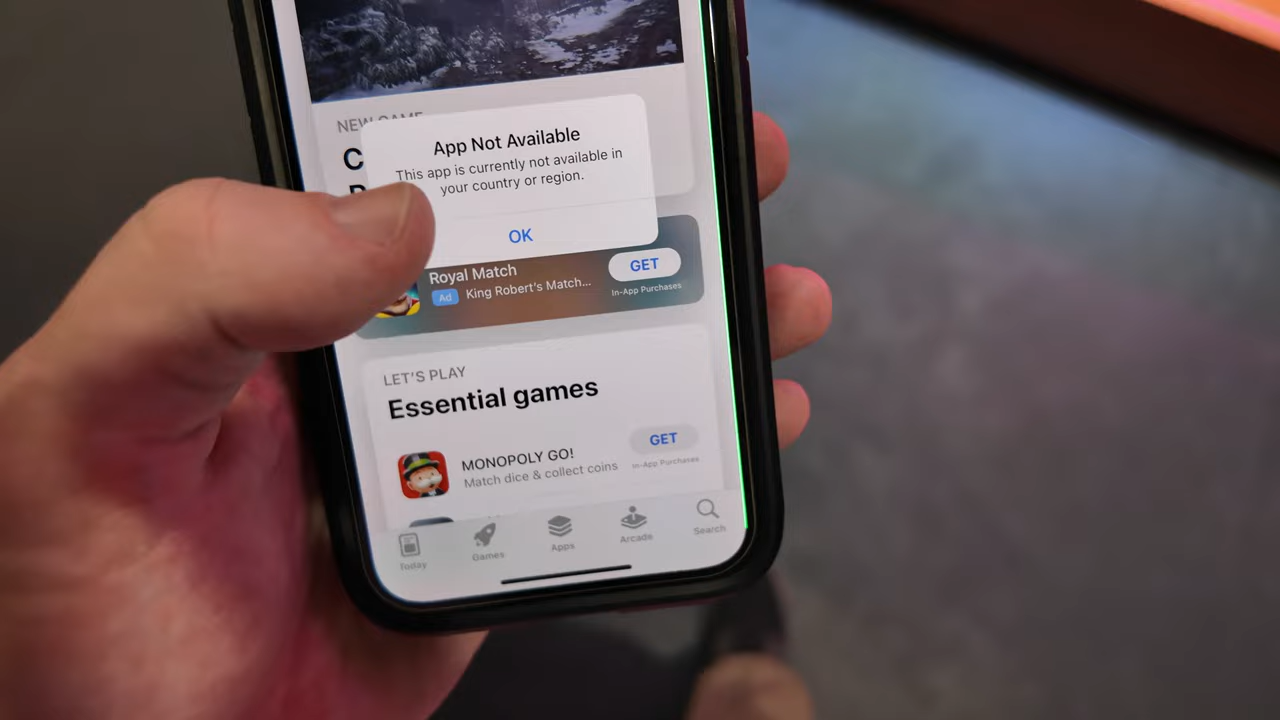 NEW GAME
C
App Not Available
This app is currently not available in
your country or region.
OK
Royal Match
Ad King Robert's Match...
GET
In-App Purchases
LET'S PLAY
Essential games
MONOPOLY GO!
Match dice & collect coins
GET
In-App Purchases
Today
Games
Apps
Arcade
Search